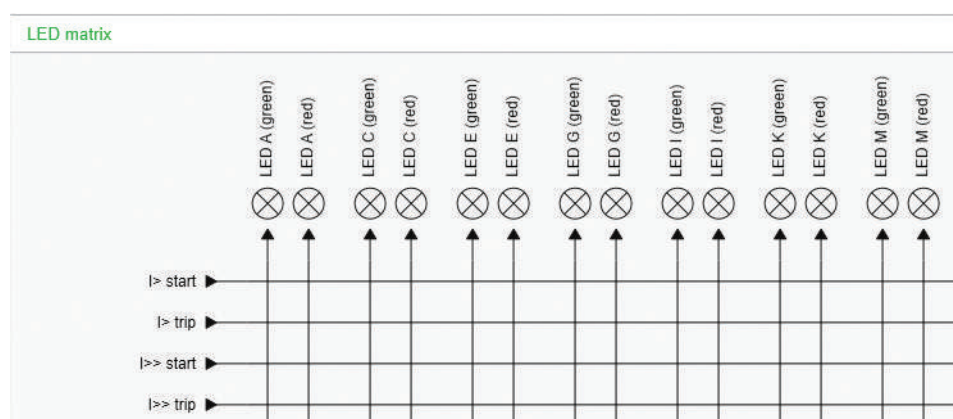 LED matrix
LED A (green)
LED A (red)
LED C (green)
LED C (red)
LED E (green)
LED E (red)
LED G (green)
LED G (red)
LED I (green)
LED I (red)
LED K (green)
LED K (red)
LED M (green)
LED M (red)
I> start
I> trip
I>> start
I>> trip